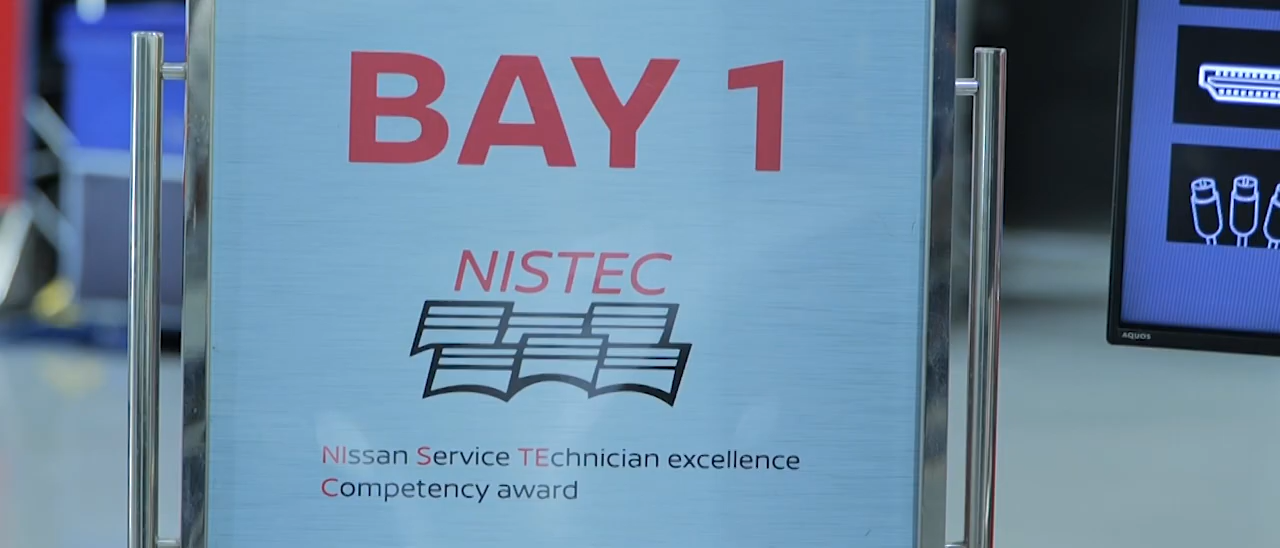 BAY 1
NISTEC
NIssan Service TEchnician excellence
Competency award
AQUOS